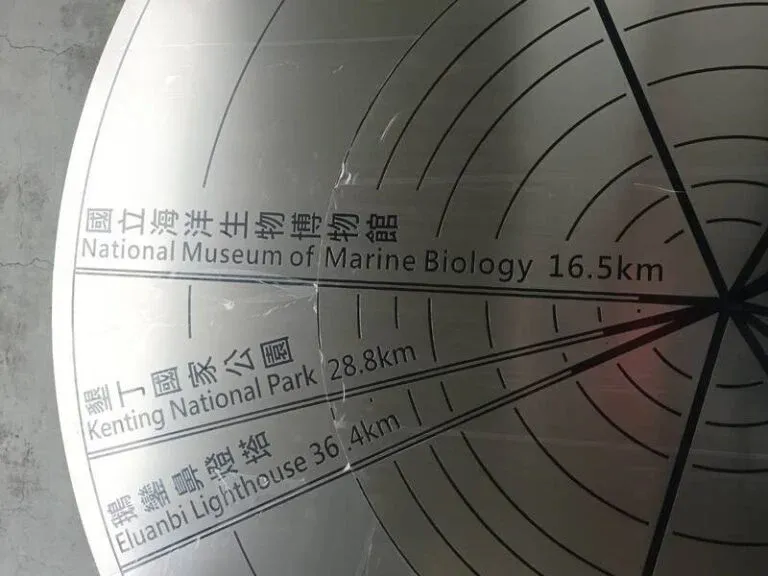 國立海洋生物博物館
National Museum of Marine Biology 16.5km
墾丁國家公園
Kenting National Park 28.8km
鵝鑾鼻燈塔
Eluanbi Lighthouse 36.4km